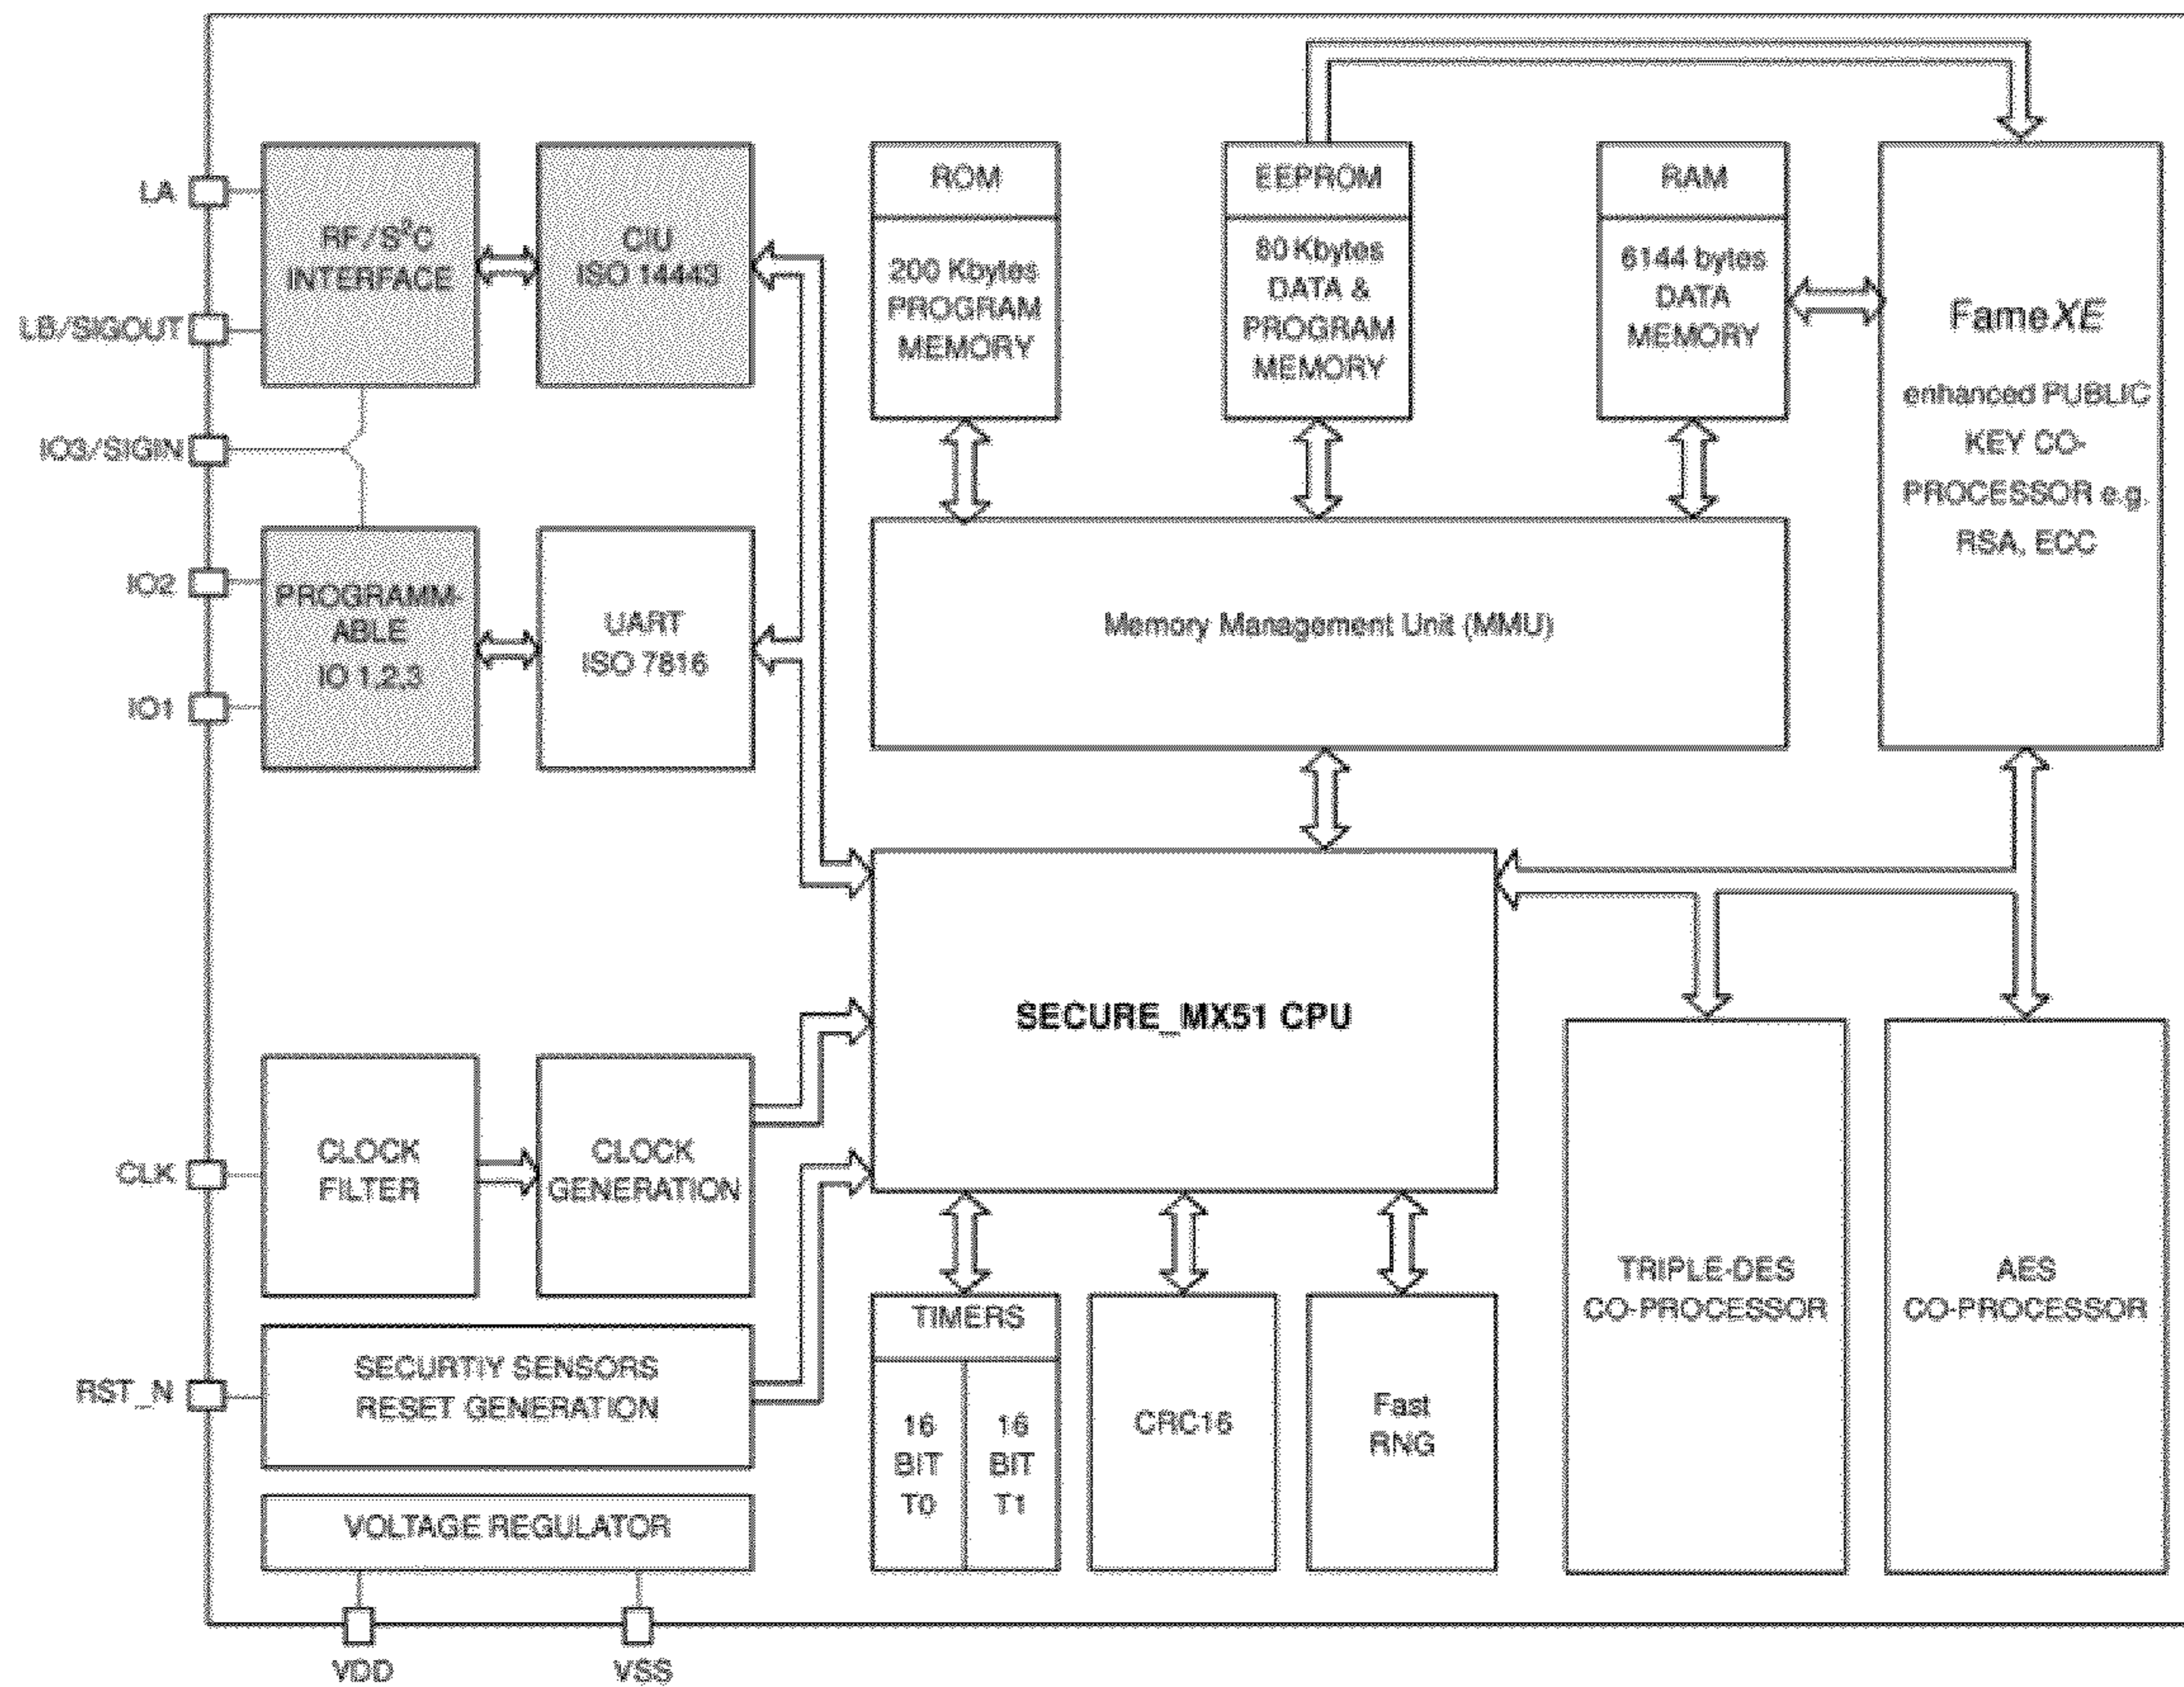 LA
LB/SIGOUT
IO3/SIGIN
IO2
IO1
CLK
RST_N
VDD
VSS
RF/S²C
INTERFACE
CIU
ISO 14443
PROGRAMM-
ABLE
IO 1,2,3
UART
ISO 7816
CLOCK
FILTER
CLOCK
GENERATION
SECURTIY SENSORS
RESET GENERATION
VOLTAGE REGULATOR
ROM
200 Kbytes
PROGRAM
MEMORY
EEPROM
80 Kbytes
DATA &
PROGRAM
MEMORY
RAM
6144 bytes
DATA
MEMORY
FameXE
enhanced PUBLIC
KEY CO-
PROCESSOR e.g.
RSA, ECC
Memory Management Unit (MMU)
SECURE_MX51 CPU
TIMERS
16
BIT
T0
16
BIT
T1
CRC16
Fast
RNG
TRIPLE-DES
CO-PROCESSOR
AES
CO-PROCESSOR